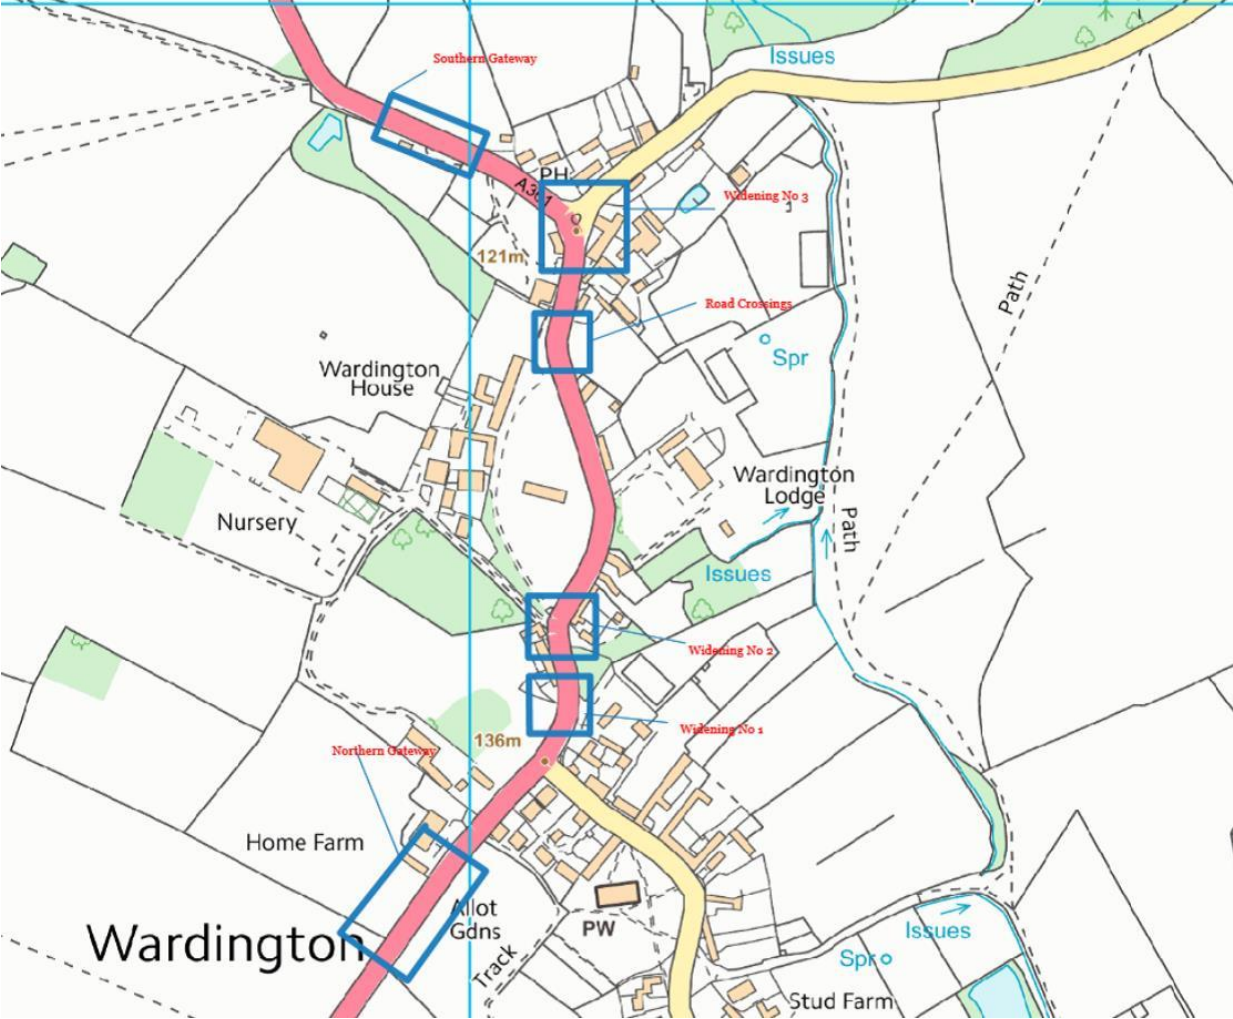 Issues
Southern Gateway
PH
A361
Widening No 3
121m
Path
Road Crossings
Spr
Wardington
House
Wardington
Lodge
Nursery
Path
Issues
Widening No 2
Widening No 1
136m
Northern Gateway
Home Farm
Allot
Gdns
Wardington
PW
Issues
Track
Spr
Stud Farm